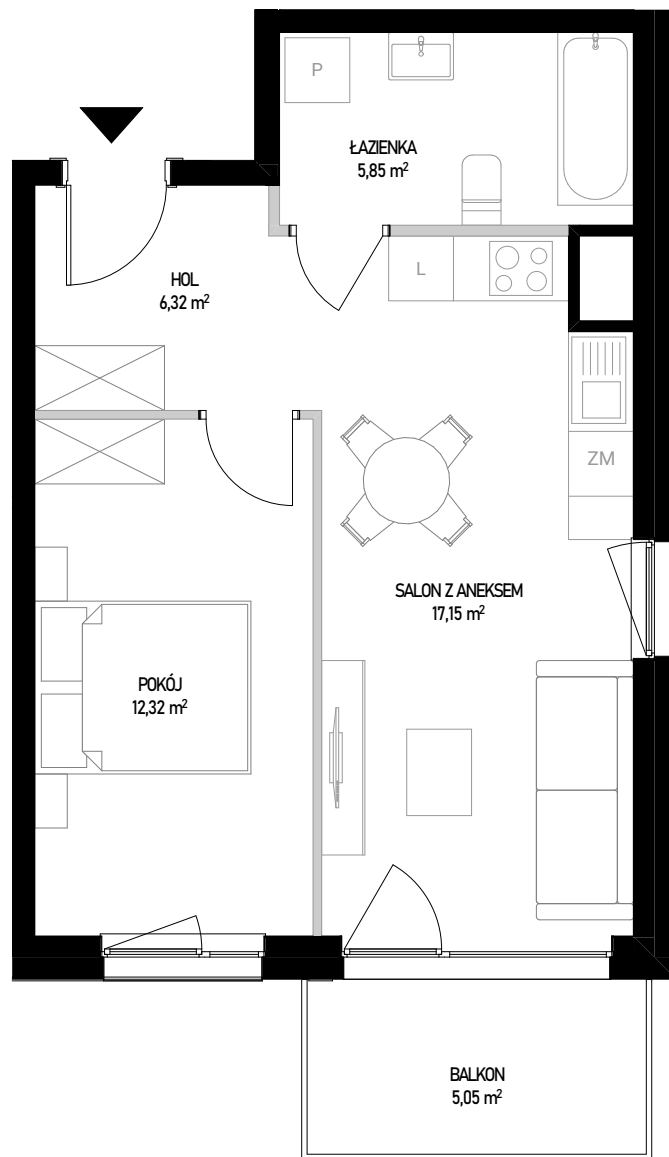 P
ŁAZIENKA
5,85 m²
HOL
6,32 m²
L
ZM
SALON Z ANEKSEM
17,15 m²
POKÓJ
12,32 m²
BALKON
5,05 m²